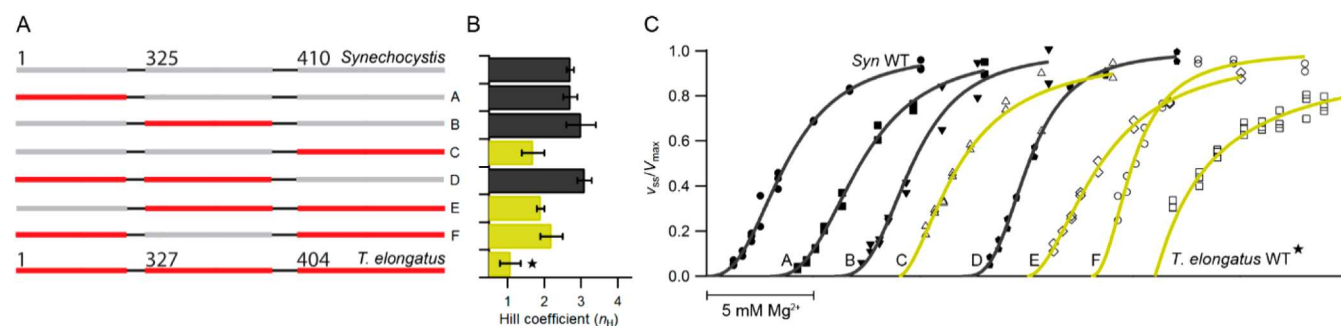 A
1 325 410 Synechocystis
A
B
C
D
E
F
1 327 404 T. elongatus
B
★
1 2 3 4
Hill coefficient (nH)
C
1.0
0.8
0.6
0.4
0.2
0.0
vss/Vmax
Syn WT
A B C D E F T. elongatus WT★
5 mM Mg²⁺